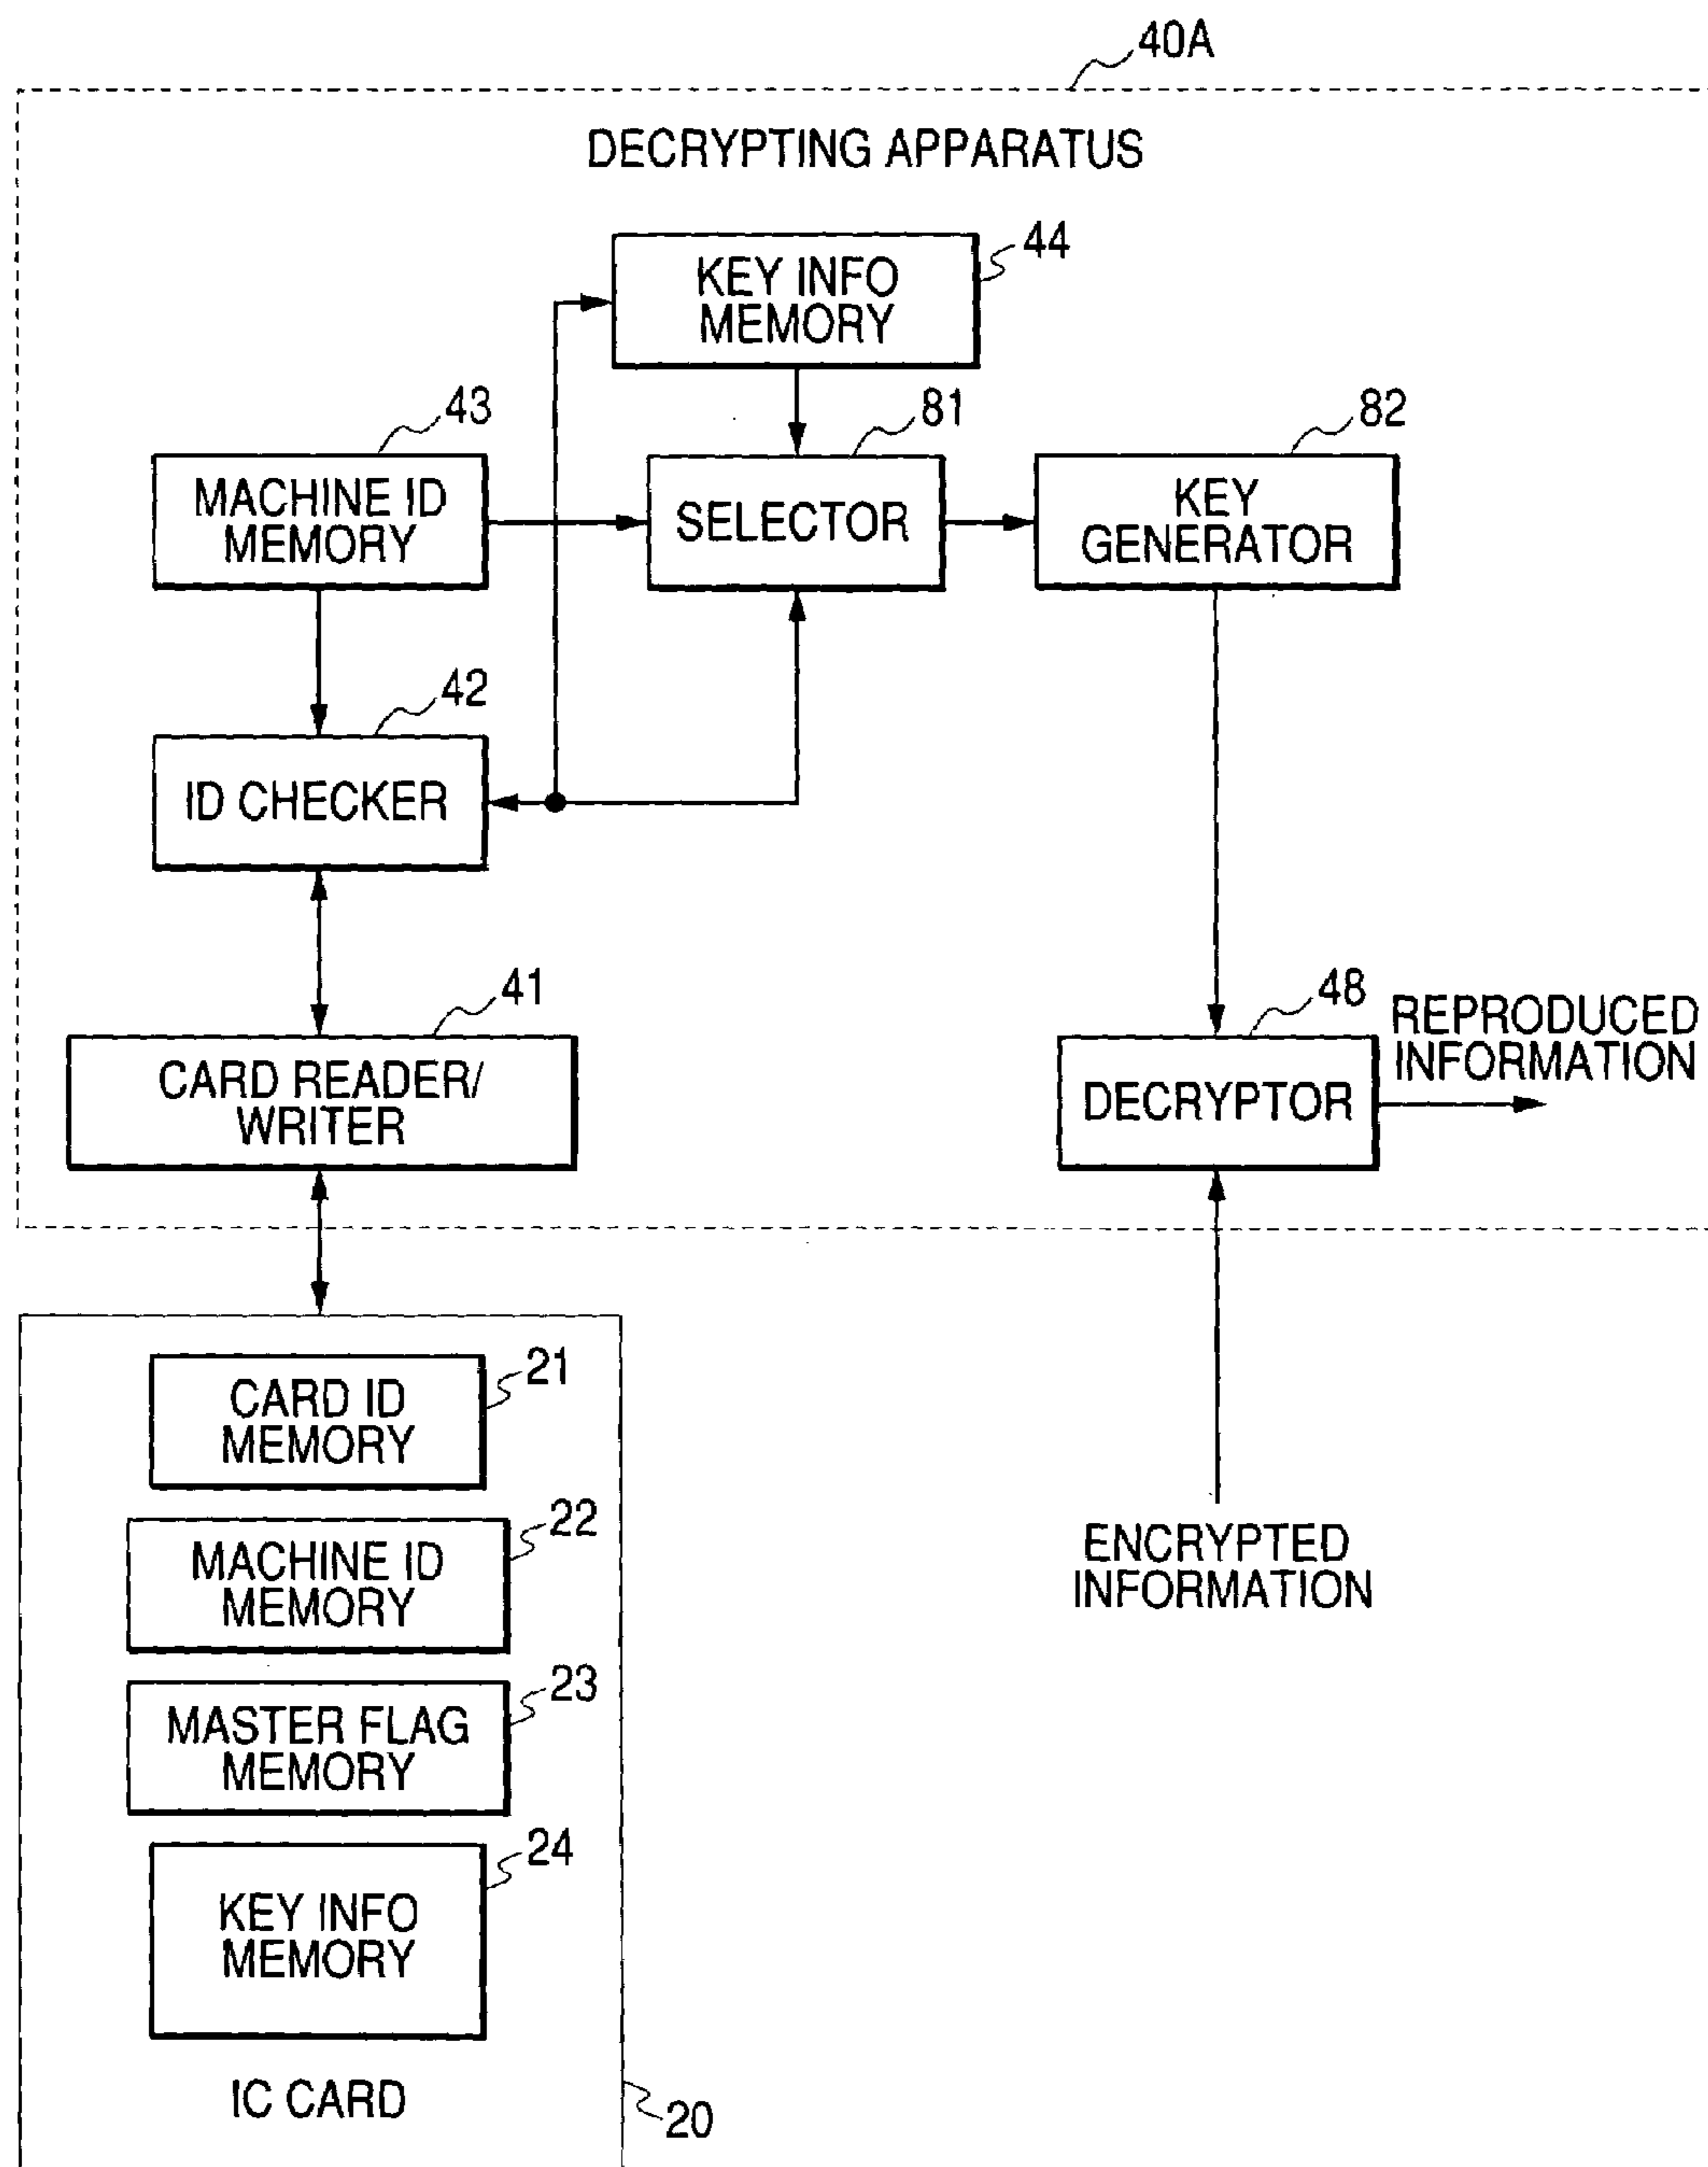 40A
DECRYPTING APPARATUS
44
KEY INFO
MEMORY
43
81
82
MACHINE ID
MEMORY
SELECTOR
KEY
GENERATOR
42
ID CHECKER
41
48
REPRODUCED
INFORMATION
CARD READER/
WRITER
DECRYPTOR
21
CARD ID
MEMORY
22
MACHINE ID
MEMORY
ENCRYPTED
INFORMATION
23
MASTER FLAG
MEMORY
24
KEY INFO
MEMORY
IC CARD
20